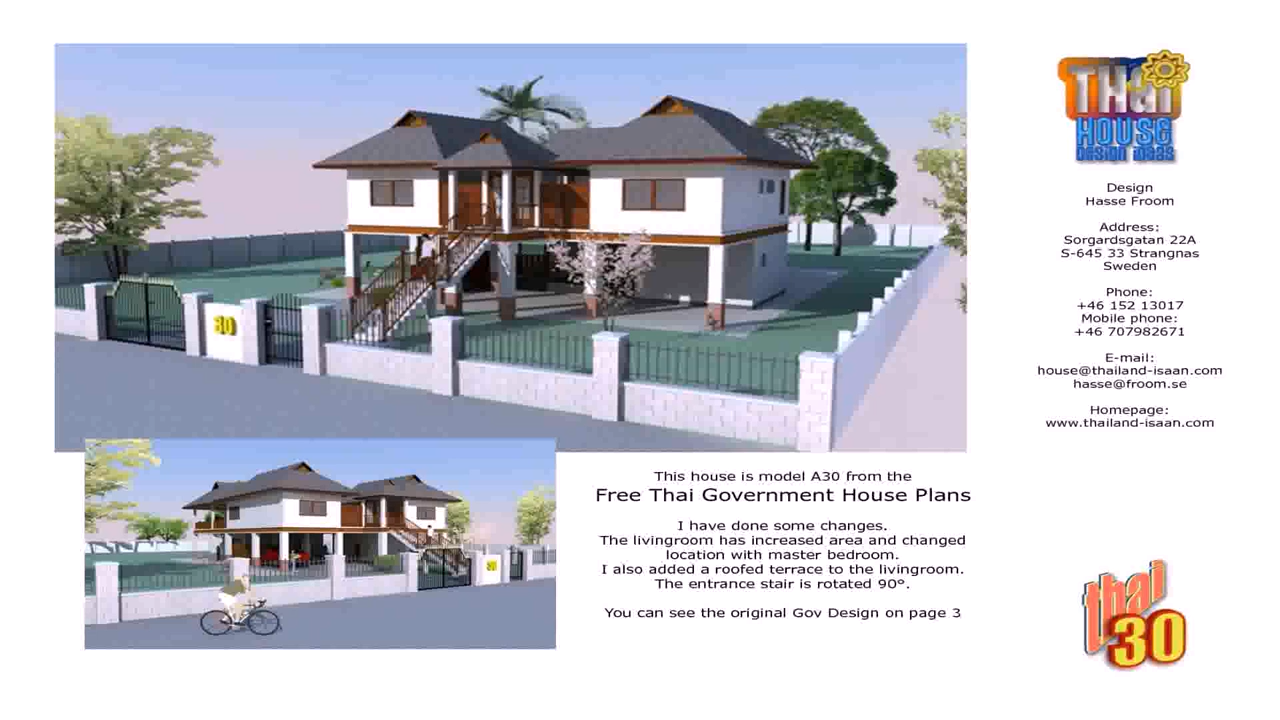 THai
HOUSE
Design ideas
Design
Hasse Froom
Address:
Sorgardsgatan 22A
S-645 33 Strangnas
Sweden
Phone:
+46 152 13017
Mobile phone:
+46 707982671
E-mail:
house@thailand-isaan.com
hasse@froom.se
Homepage:
www.thailand-isaan.com
30
30
This house is model A30 from the
Free Thai Government House Plans
I have done some changes.
The livingroom has increased area and changed
location with master bedroom.
I also added a roofed terrace to the livingroom.
The entrance stair is rotated 90°.
You can see the original Gov Design on page 3
thai
30